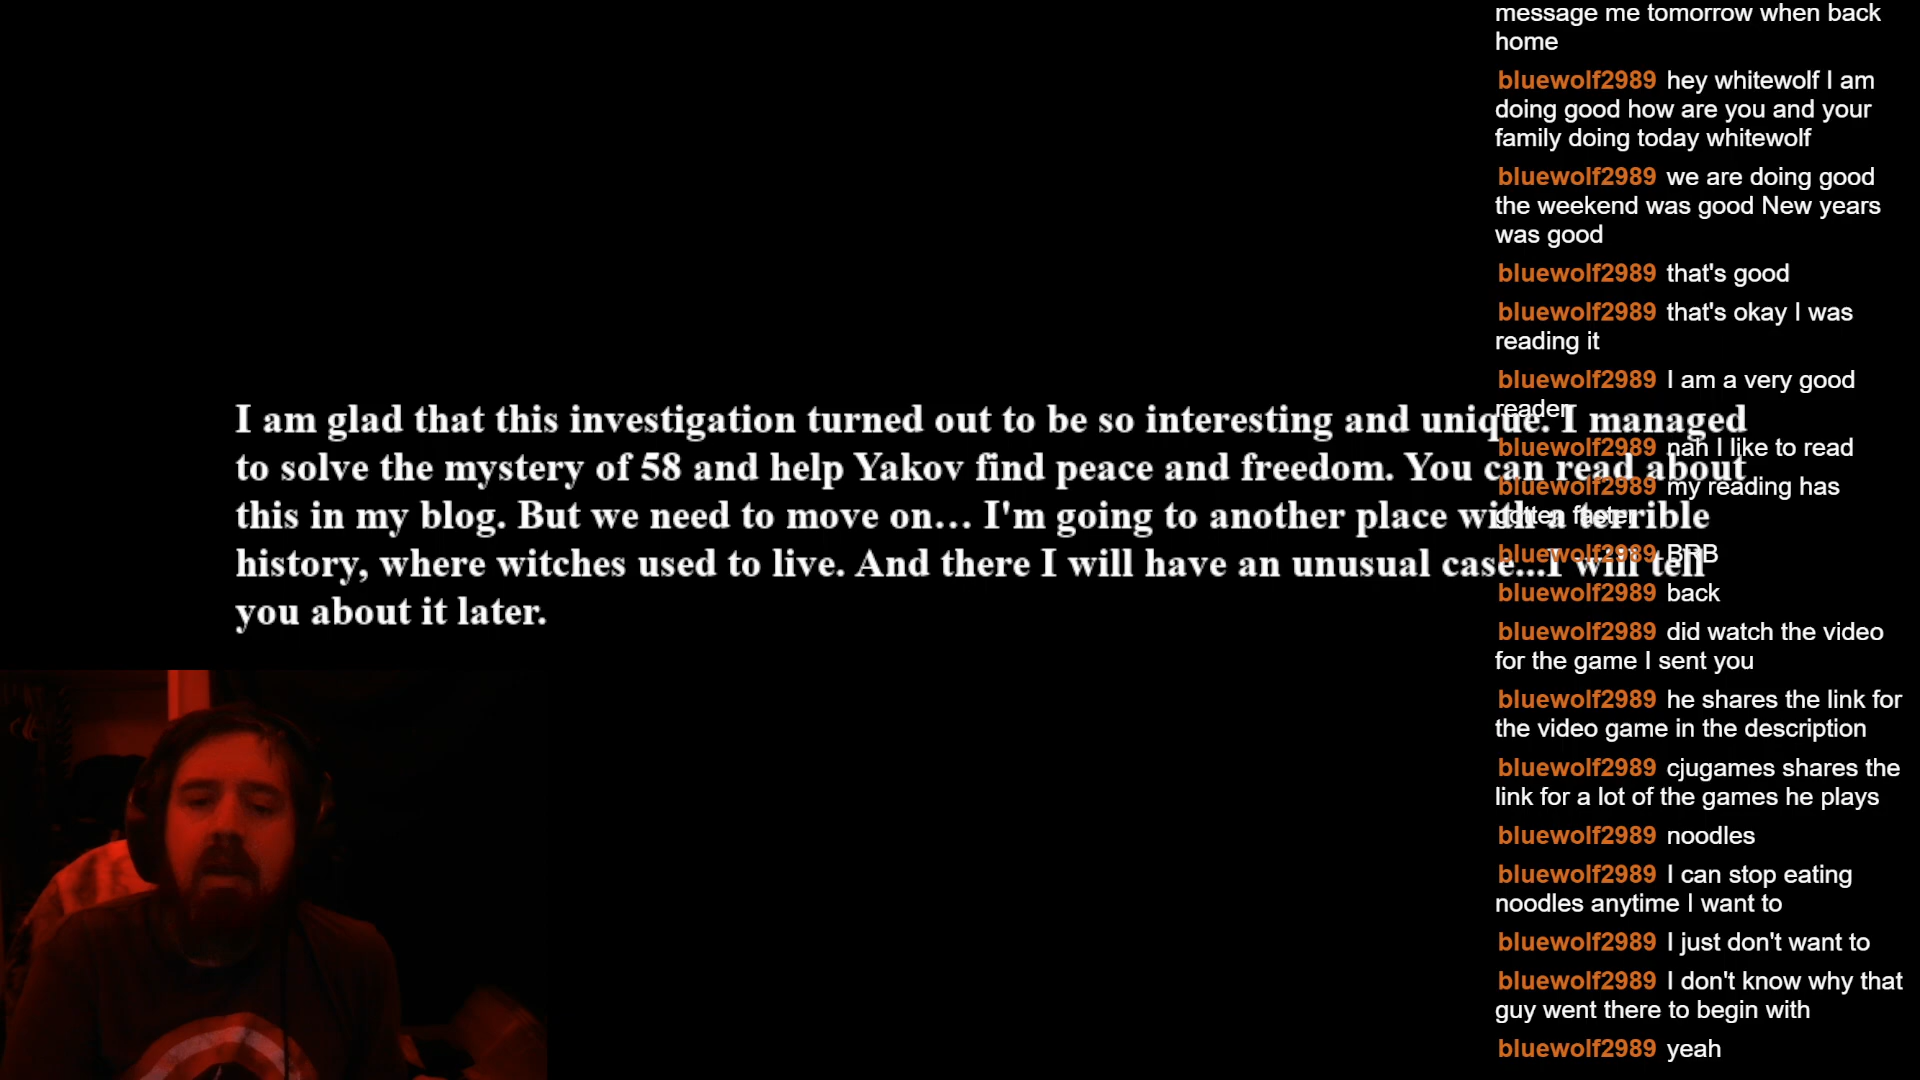 I am glad that this investigation turned out to be so interesting and unique. I managed
to solve the mystery of 58 and help Yakov find peace and freedom. You can read about
this in my blog. But we need to move on... I'm going to another place with a terrible
history, where witches used to live. And there I will have an unusual case...I will tell
you about it later.
message me tomorrow when back
home
bluewolf2989 hey whitewolf I am
doing good how are you and your
family doing today whitewolf
bluewolf2989 we are doing good
the weekend was good New years
was good
bluewolf2989 that's good
bluewolf2989 that's okay I was
reading it
bluewolf2989 I am a very good
reader
bluewolf2989 nah I like to read
bluewolf2989 my reading has
gotten faster
bluewolf2989 BRB
bluewolf2989 back
bluewolf2989 did watch the video
for the game I sent you
bluewolf2989 he shares the link for
the video game in the description
bluewolf2989 cjugames shares the
link for a lot of the games he plays
bluewolf2989 noodles
bluewolf2989 I can stop eating
noodles anytime I want to
bluewolf2989 I just don't want to
bluewolf2989 I don't know why that
guy went there to begin with
bluewolf2989 yeah